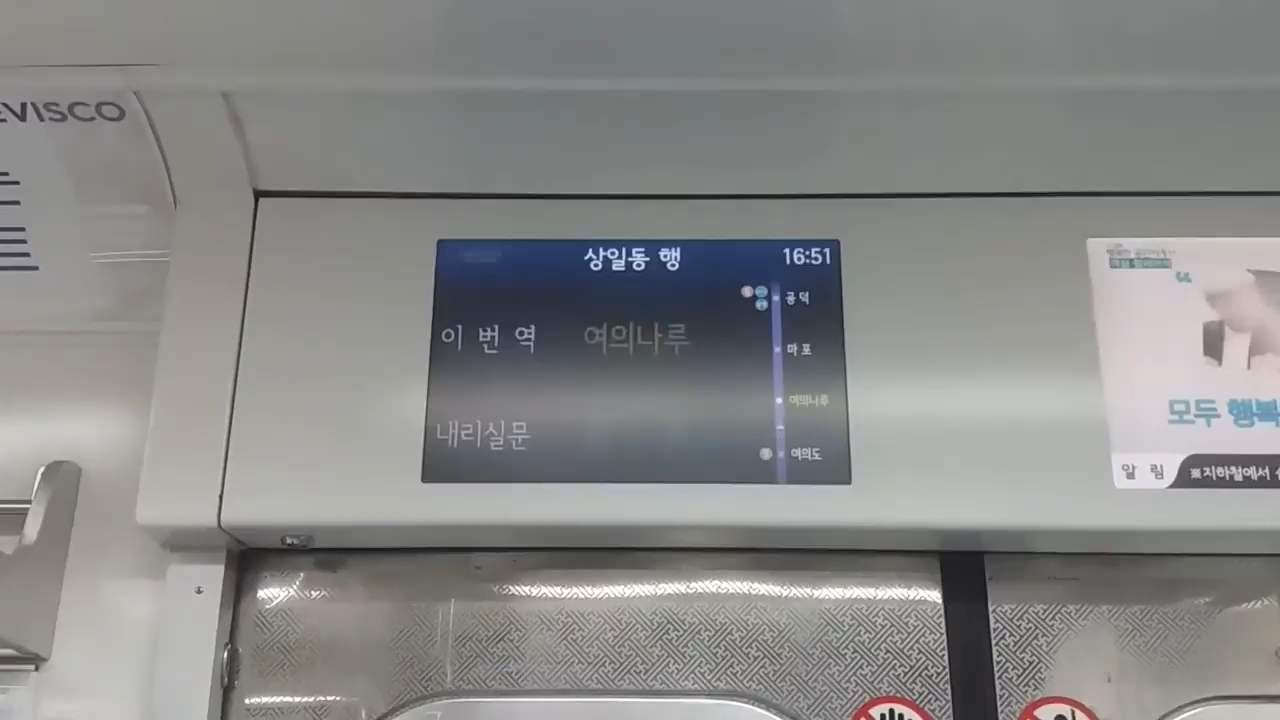 EVISCO
상일동 행
16:51
이 번 역 여의나루
내리실문
공덕
마포
여의나루
여의도
모두 행복
알 림
※지하철에서